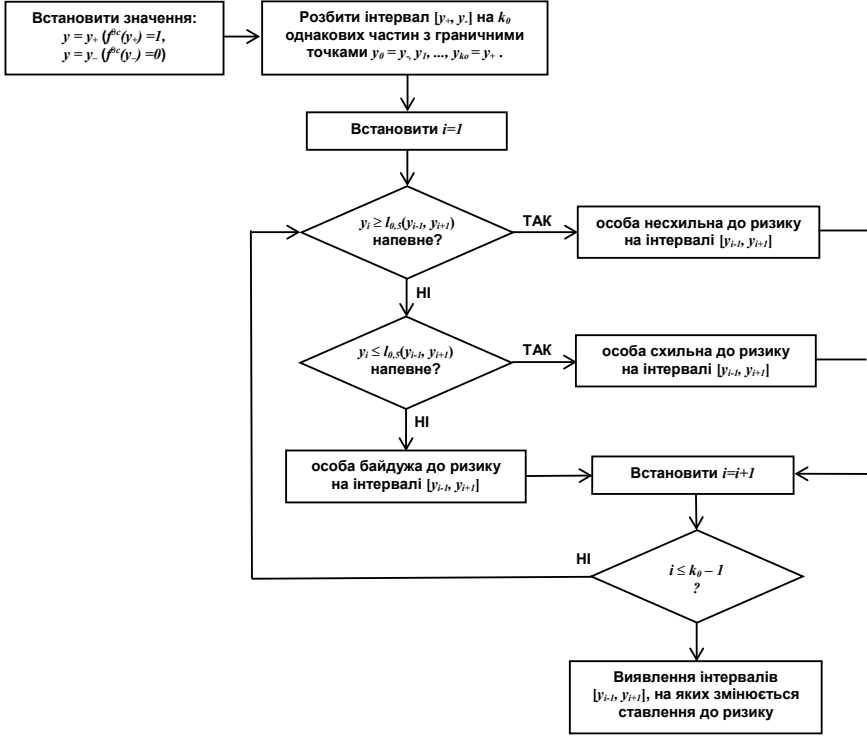 Встановити значення:
y = y₊ (fᵝᶜ(y₊) =1,
y = y₋ (fᵝᶜ(y₋) =0)
Розбити інтервал [y₊, y₋] на k₀
однакових частин з граничними
точками y₀ = y₋, y₁, ..., yₖₒ = y₊ .
Встановити i=1
yᵢ ≥ l₀,₅(yᵢ₋₁, yᵢ₊₁)
напевне?
ТАК
особа несхильна до ризику
на інтервалі [yᵢ₋₁, yᵢ₊₁]
НІ
yᵢ ≤ l₀,₅(yᵢ₋₁, yᵢ₊₁)
напевне?
ТАК
особа схильна до ризику
на інтервалі [yᵢ₋₁, yᵢ₊₁]
НІ
особа байдужа до ризику
на інтервалі [yᵢ₋₁, yᵢ₊₁]
Встановити i=i+1
НІ
i ≤ k₀ – 1
?
Виявлення інтервалів
[yᵢ₋₁, yᵢ₊₁], на яких змінюється
ставлення до ризику